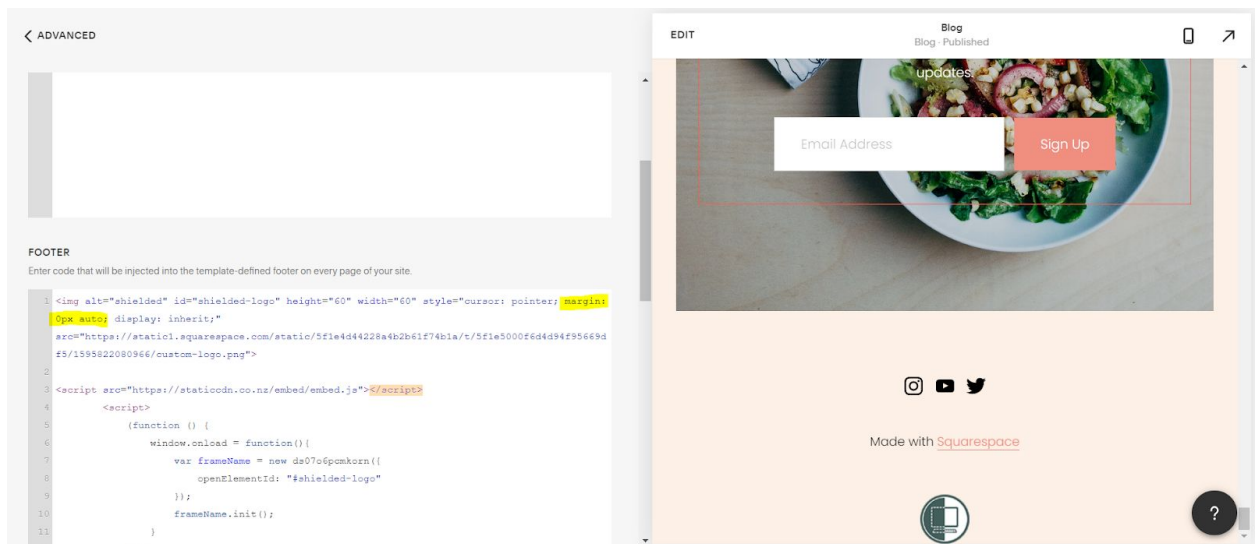 ADVANCED
FOOTER
Enter code that will be injected into the template-defined footer on every page of your site.
1 <img alt="shielded" id="shielded-logo" height="60" width="60" style="cursor: pointer; margin:
0px auto; display: inherit;"
src="https://static1.squarespace.com/static/5f1e4d44228a4b2b61f74b1a/t/5f1e5000f6d4d94f95669d
f5/1595822080966/custom-logo.png">
2
3 <script src="https://staticcdn.co.nz/embed/embed.js"></script>
4 <script>
5 (function () {
6 window.onload = function(){
7 var frameName = new ds07o6pcmkorn({
8 openElementId: "#shielded-logo"
9 });
10 frameName.init();
11 }
EDIT
Blog
Blog · Published
updates.
Email Address
Sign Up
Made with Squarespace
?